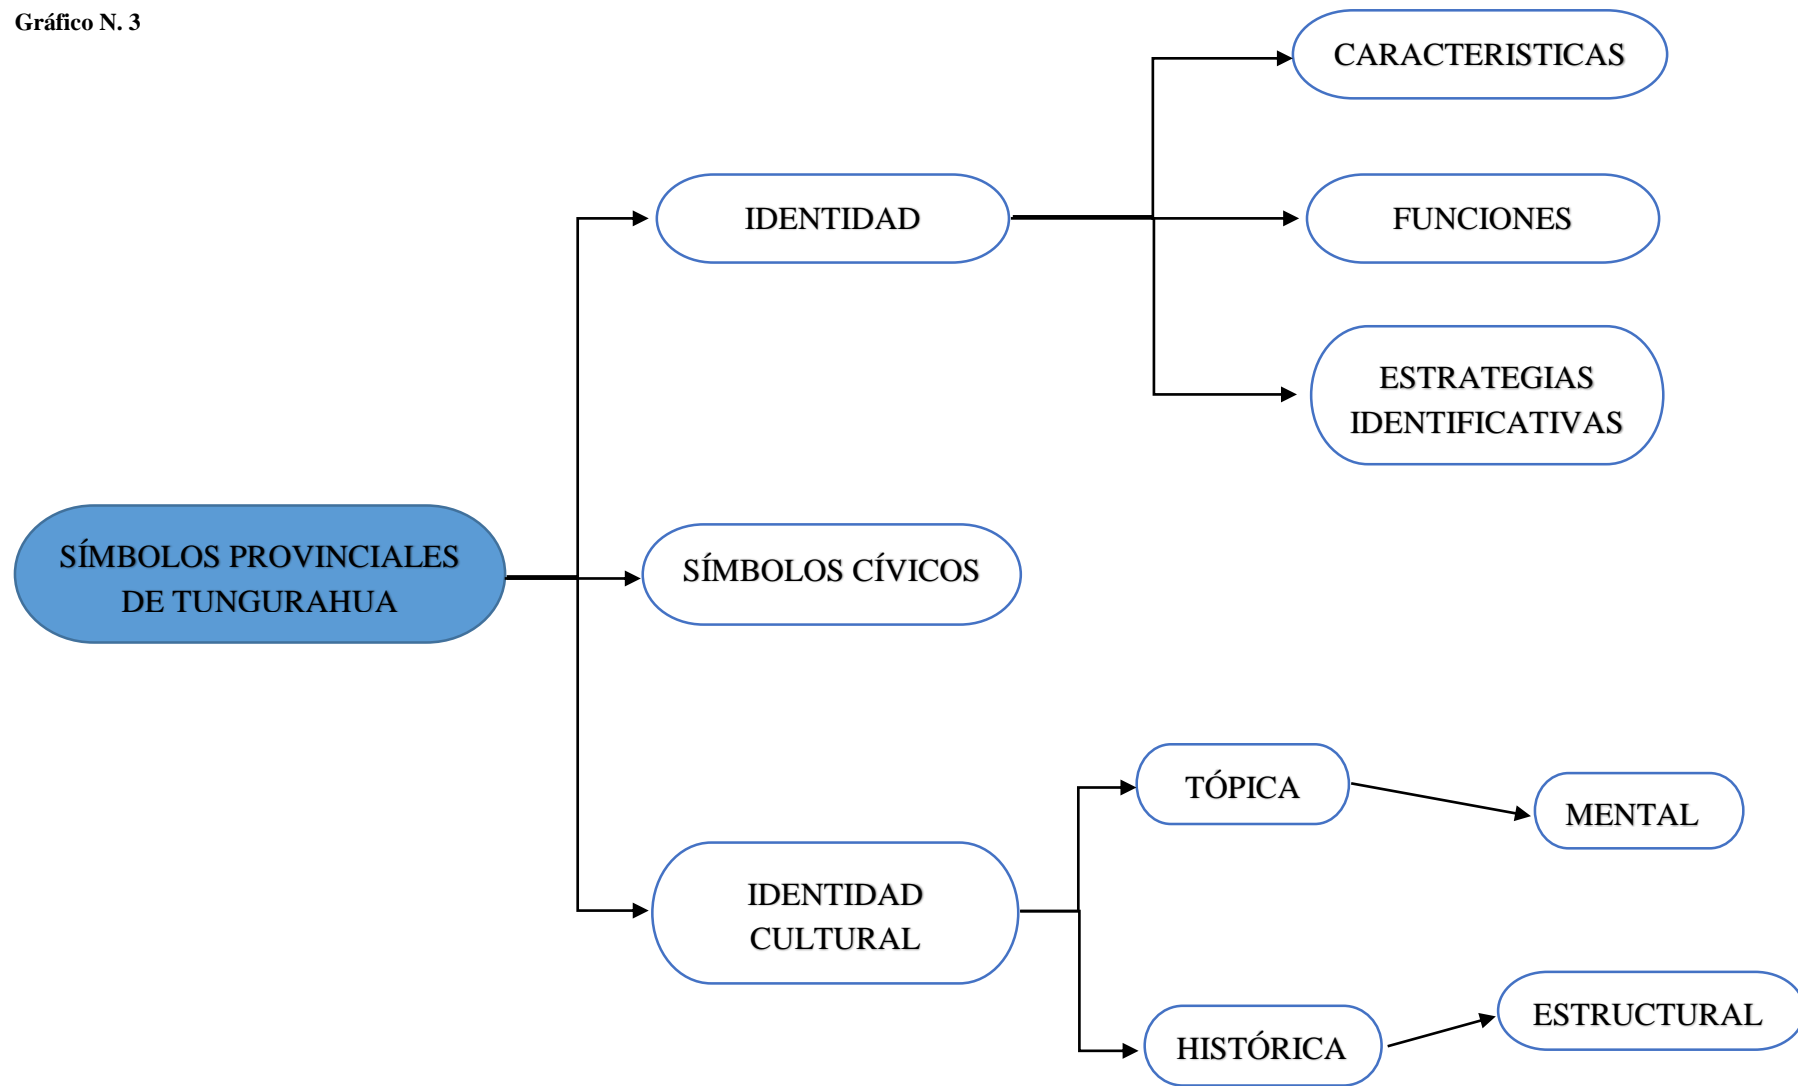 Gráfico N. 3
CARACTERISTICAS
IDENTIDAD
FUNCIONES
ESTRATEGIAS
IDENTIFICATIVAS
SÍMBOLOS PROVINCIALES
DE TUNGURAHUA
SÍMBOLOS CÍVICOS
IDENTIDAD
CULTURAL
TÓPICA
MENTAL
HISTÓRICA
ESTRUCTURAL